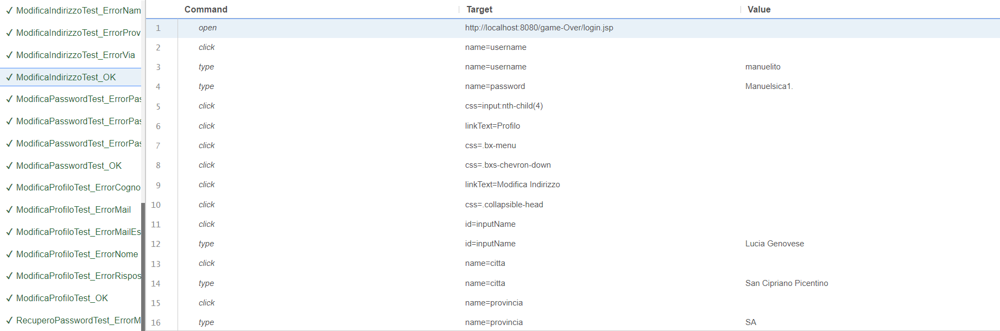 ModificaIndirizzoTest_ErrorNam
ModificaIndirizzoTest_ErrorProv
ModificaIndirizzoTest_ErrorVia
ModificaIndirizzoTest_OK
ModificaPasswordTest_ErrorPas
ModificaPasswordTest_ErrorPas
ModificaPasswordTest_ErrorPas
ModificaPasswordTest_OK
ModificaProfiloTest_ErrorCogno
ModificaProfiloTest_ErrorMail
ModificaProfiloTest_ErrorMailEs
ModificaProfiloTest_ErrorNome
ModificaProfiloTest_ErrorRispos
ModificaProfiloTest_OK
RecuperoPasswordTest_ErrorM
Command Target Value
1 open http://localhost:8080/game-Over/login.jsp
2 click name=username
3 type name=username manuelito
4 type name=password Manuelsica1.
5 click css=input:nth-child(4)
6 click linkText=Profilo
7 click css=.bx-menu
8 click css=.bxs-chevron-down
9 click linkText=Modifica Indirizzo
10 click css=.collapsible-head
11 click id=inputName
12 type id=inputName Lucia Genovese
13 click name=citta
14 type name=citta San Cipriano Picentino
15 click name=provincia
16 type name=provincia SA